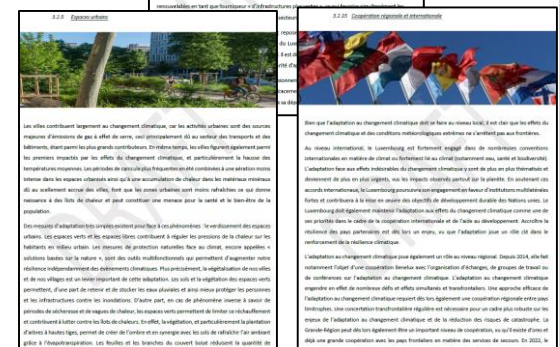 renouvelables en tant que fournisseur « d'infrastructures
3.2.5 Espaces urbains
Les villes contribuent largement au changement climatique, car les activités urbaines sont des sources
majeures d'émissions de gaz à effet de serre, ceci principalement dû au secteur des transports et des
bâtiments, étant parmi les plus grands contributeurs. En même temps, les villes figurent également parmi
les premiers impactés par les effets du changement climatique, et particulièrement la hausse des
températures moyennes. Les périodes de canicule plus fréquentes en été combinées à une aération moins
intense dans les espaces urbains ainsi qu'à une accumulation de chaleur dans les matériaux minéraux
dû au scellement accru des villes, font que les zones urbaines sont moins rafraîchies ce qui donne
naissance à des îlots de chaleur et peut constituer une menace pour la santé et le bien-être de la
population.
Des mesures d'adaptation très simples existent pour face à ces phénomènes : le verdissement des espaces
urbains. Les espaces verts et les espaces libres contribuent à réguler les pressions de la chaleur sur les
habitants en milieu urbain. Les mesures de protection naturelles face au climat, encore appelées «
solutions basées sur la nature », sont des outils multifonctionnels qui permettent d'augmenter notre
résilience indépendamment des évènements climatiques. Plus précisément, la végétalisation de nos villes
et de nos villages est un levier important de cette adaptation. Les sols et la végétation des espaces verts
permettent, d'une part de retenir et de stocker les eaux pluviales et ainsi mieux protéger les personnes
et les infrastructures contre les inondations. D'autre part, en cas de phénomène inverse à savoir de
périodes de sécheresse et de vagues de chaleur, les espaces verts permettent de limiter ce réchauffement
et contribuent à lutter contre les îlots de chaleurs. En effet, la végétation, et particulièrement la plantation
d'arbres à hautes tiges, permet de créer de l'ombre et en synergie avec les sols de rafraîchir l'air ambiant
grâce à l'évapotranspiration. Les feuilles et les branches du couvert boisé réduisent la quantité de
3.2.15 Coopération régionale et internationale
Bien que l'adaptation au changement climatique doit se faire au niveau local, il est clair que les effets du
changement climatique et des conditions météorologiques extrêmes ne s'arrêtent pas aux frontières.
Au niveau international, le Luxembourg est fortement engagé dans de nombreuses conventions
internationales en matière de climat ou fortement lié au climat (notamment eau, santé et biodiversité).
L'adaptation face aux effets indésirables du changement climatique y sont de plus en plus thématisés et
deviennent de plus en plus urgents, vus les impacts observés partout sur la planète. En soutenant ces
accords internationaux, le Luxembourg poursuivra son engagement en faveur d'institutions multilatérales
fortes et contribuera à la mise en œuvre des objectifs de développement durable des Nations unies. Le
Luxembourg doit également maintenir l'adaptation aux effets du changement climatique comme une de
ses priorités dans le cadre de la coopération internationale et de l'aide au développement. Accroître la
résilience des pays partenaires est dès lors un enjeu, vu que l'adaptation joue un rôle clé dans le
renforcement de la résilience climatique.
L'adaptation au changement climatique joue également un rôle au niveau régional. Depuis 2014, elle fait
notamment l'objet d'une coopération Benelux avec l'organisation d'échanges, de groupes de travail ou
de conférences sur l'adaptation au changement climatique. L'adaptation au changement climatique
engendre en effet de nombreux défis et effets simultanés et transfrontaliers. Une approche efficace de
l'adaptation au changement climatique requiert dès lors également une coopération régionale entre pays
limitrophes. Une concertation transfrontalière régulière est nécessaire pour un cadre plus robuste sur les
enjeux de l'adaptation au changement climatique et de la réduction des risques de catastrophe. La
Grande-Région peut dès lors également être un important niveau de coopération, vu qu'il existe d'ores et
déjà une grande coopération avec les pays frontaliers en matière des services de secours. En 2022, le